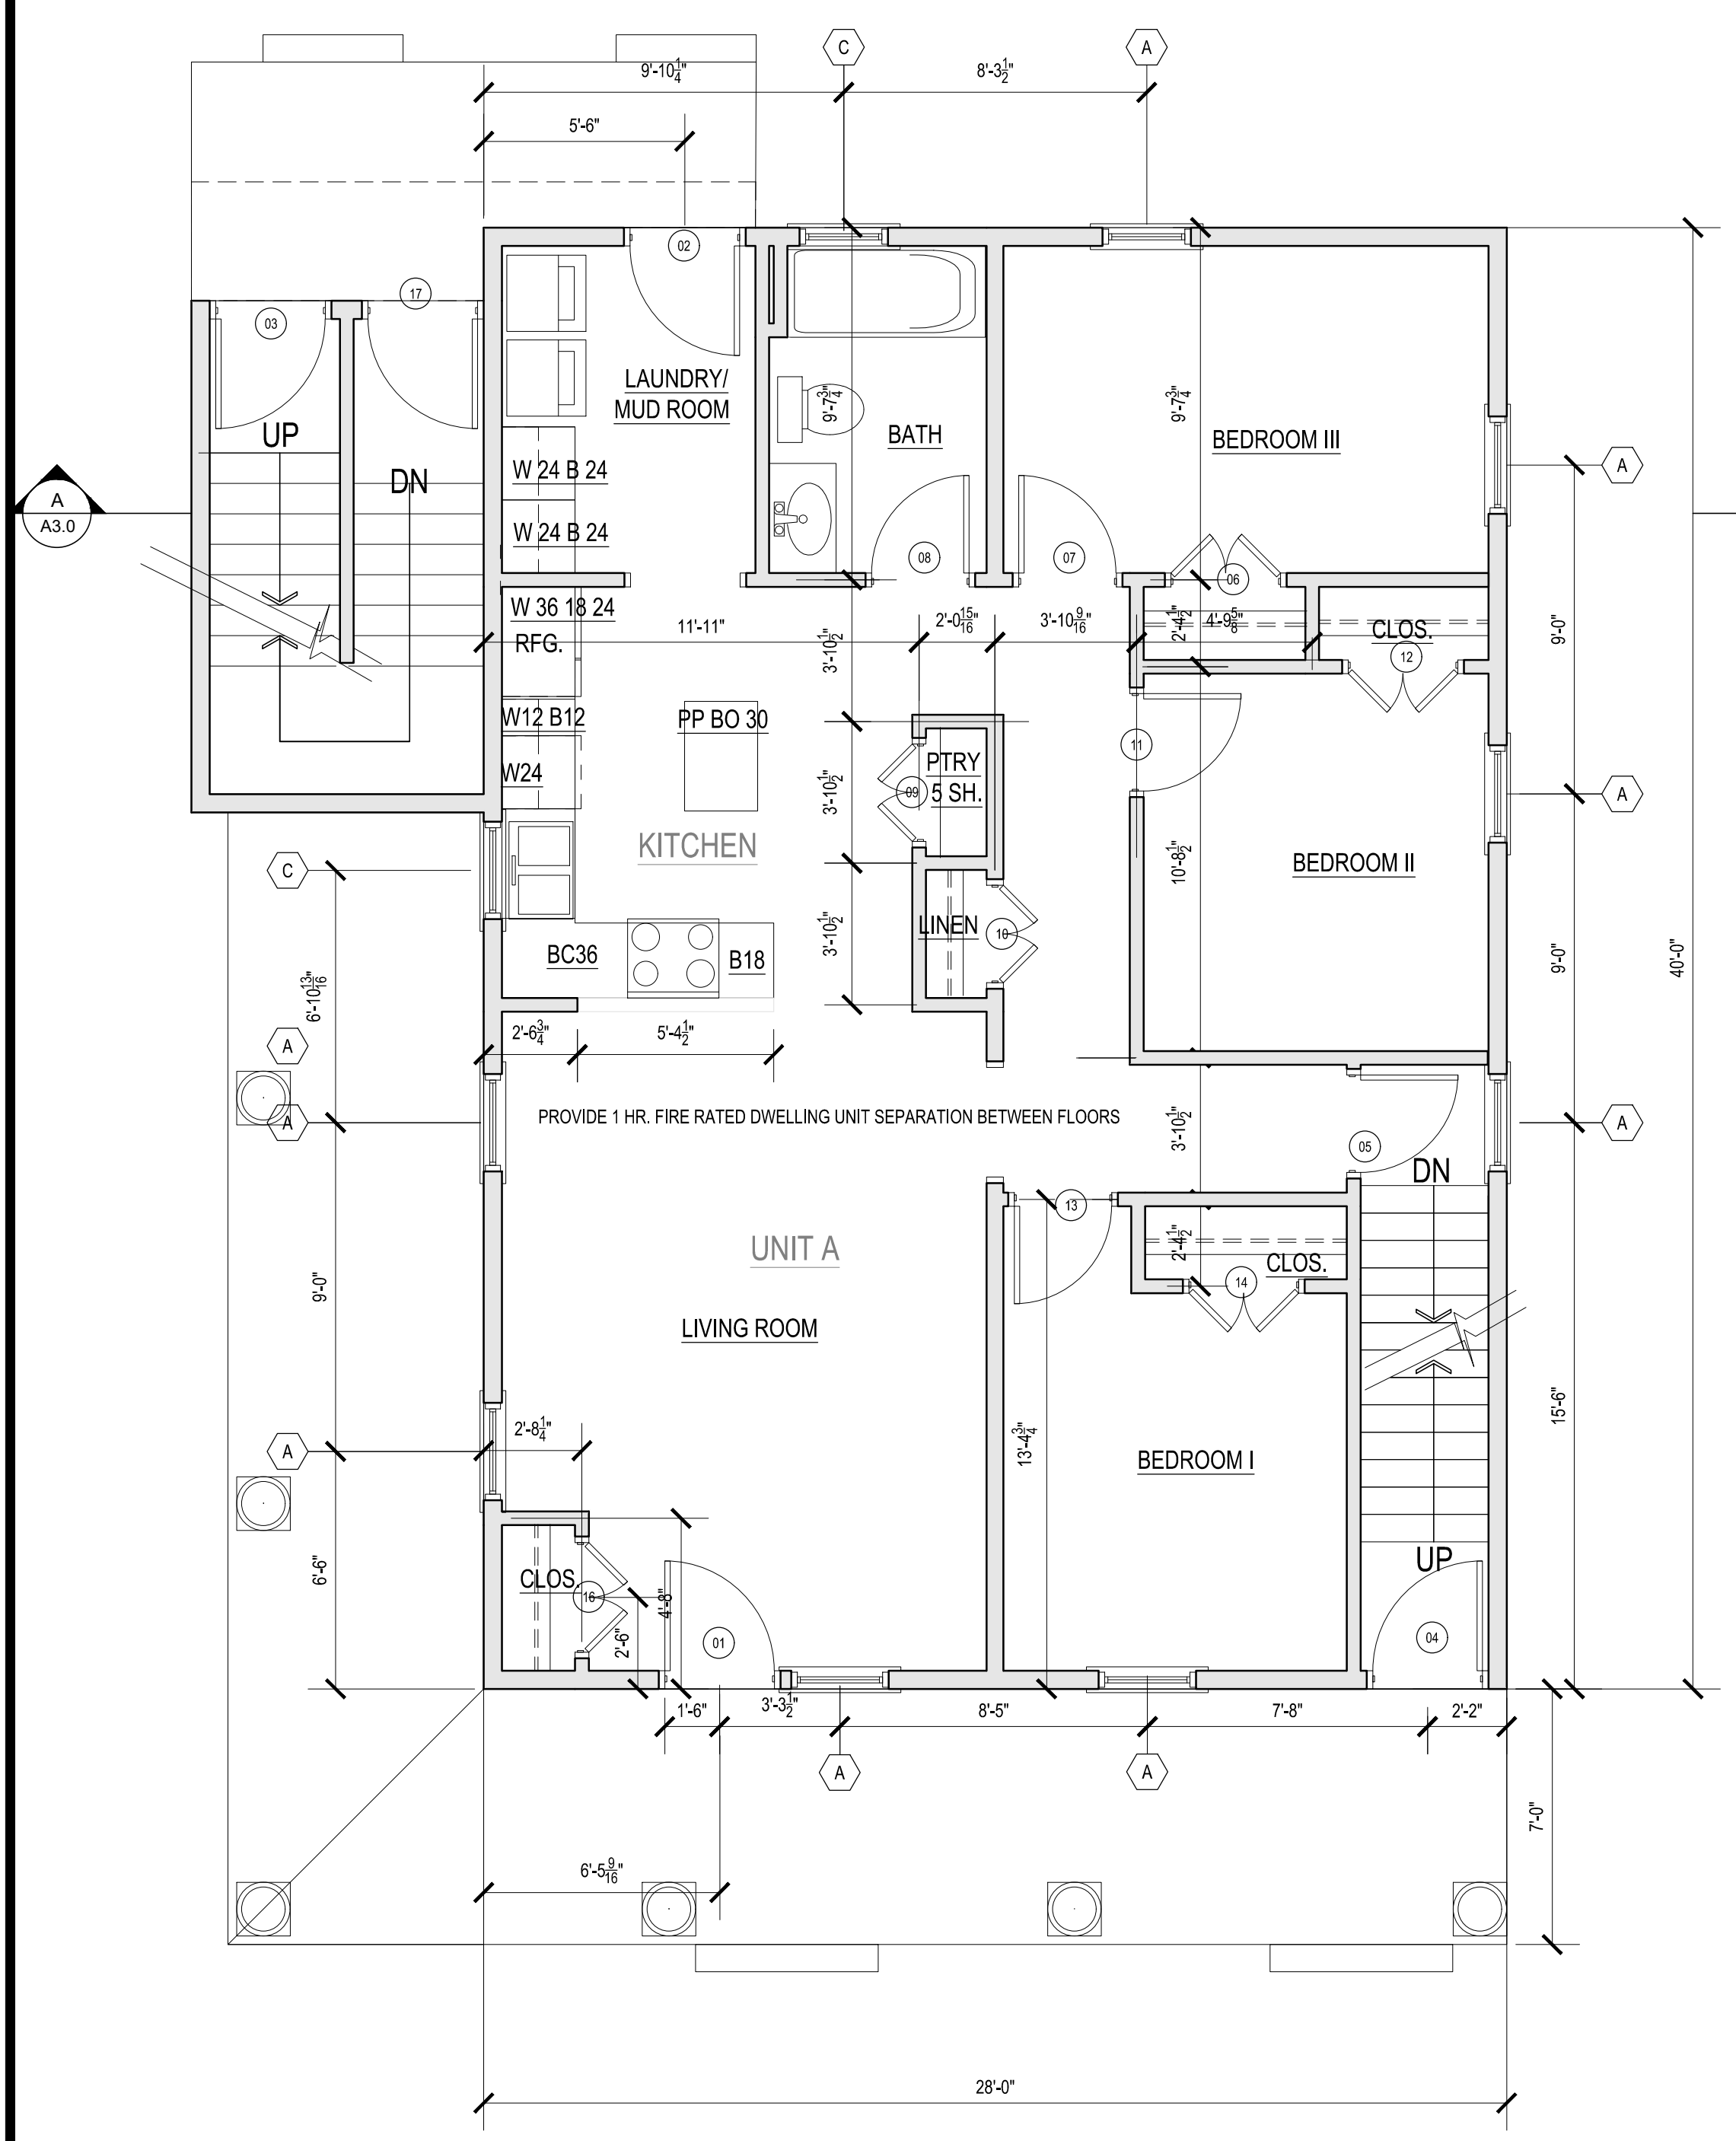 C
A
9'-10 1/4"
8'-3 1/2"
5'-6"
02
17
03
LAUNDRY/
MUD ROOM
9'-7 3/4"
9'-7 3/4"
BATH
BEDROOM III
UP
DN
W 24 B 24
A
A
A3.0
W 24 B 24
08
07
06
W 36 18 24
RFG.
11'-11"
2'-0 15/16"
3'-10 9/16"
2'-4 1/2"
4'-9 5/8"
CLOS.
12
9'-0"
3'-10 1/2"
W12 B12
PP BO 30
11
W24
PTRY
5 SH.
09
3'-10 1/2"
A
KITCHEN
10'-8 1/2"
BEDROOM II
C
LINEN
10
3'-10 1/2"
BC36
B18
9'-0"
40'-0"
6'-10 13/16"
2'-6 3/4"
5'-4 1/2"
A
PROVIDE 1 HR. FIRE RATED DWELLING UNIT SEPARATION BETWEEN FLOORS
A
A
3'-10 1/2"
05
DN
13
UNIT A
2'-4 1/2"
CLOS.
14
9'-0"
LIVING ROOM
15'-6"
2'-8 1/4"
A
13'-4 3/4"
BEDROOM I
UP
6'-6"
CLOS.
16
4'-8"
2'-6"
01
04
1'-6"
3'-3 1/2"
8'-5"
7'-8"
2'-2"
A
A
7'-0"
6'-5 9/16"
28'-0"